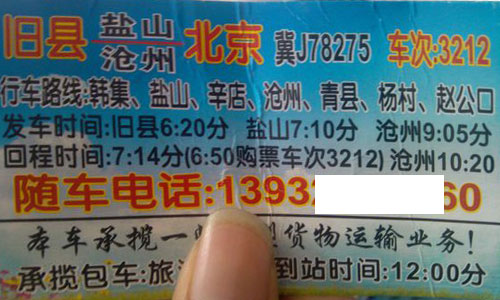 旧县 盐山 沧州 北京 冀J78275 车次:3212
行车路线:韩集、盐山、辛店、沧州、青县、杨村、赵公口
发车时间:旧县6:20分 盐山7:10分 沧州9:05分
回程时间:7:14分(6:50购票车次3212) 沧州10:20
随车电话:1393 60
本车承揽一 货物运输业务!
承揽包车:旅 到站时间:12:00分